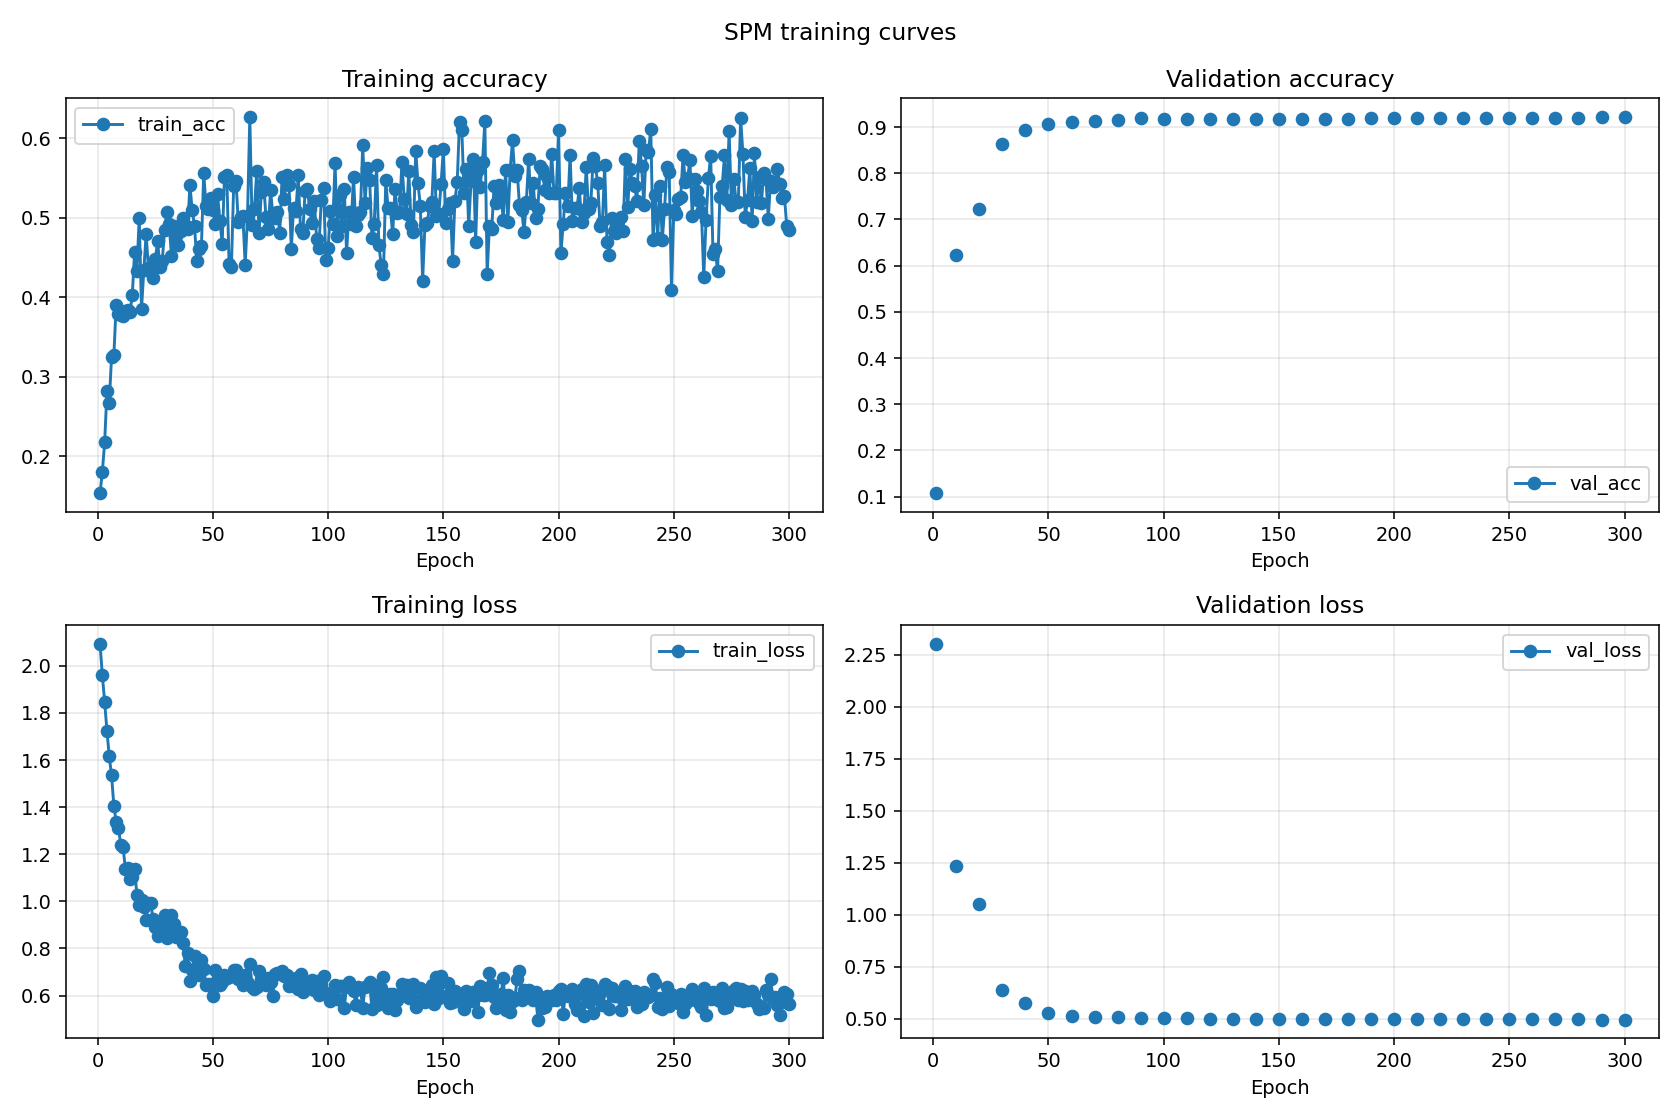 SPM training curves
Training accuracy
train_acc
0.6
0.5
0.4
0.3
0.2
0 50 100 150 200 250 300
Epoch
Validation accuracy
0.9
0.8
0.7
0.6
0.5
0.4
0.3
0.2
0.1
val_acc
0 50 100 150 200 250 300
Epoch
Training loss
train_loss
2.0
1.8
1.6
1.4
1.2
1.0
0.8
0.6
0 50 100 150 200 250 300
Epoch
Validation loss
val_loss
2.25
2.00
1.75
1.50
1.25
1.00
0.75
0.50
0 50 100 150 200 250 300
Epoch